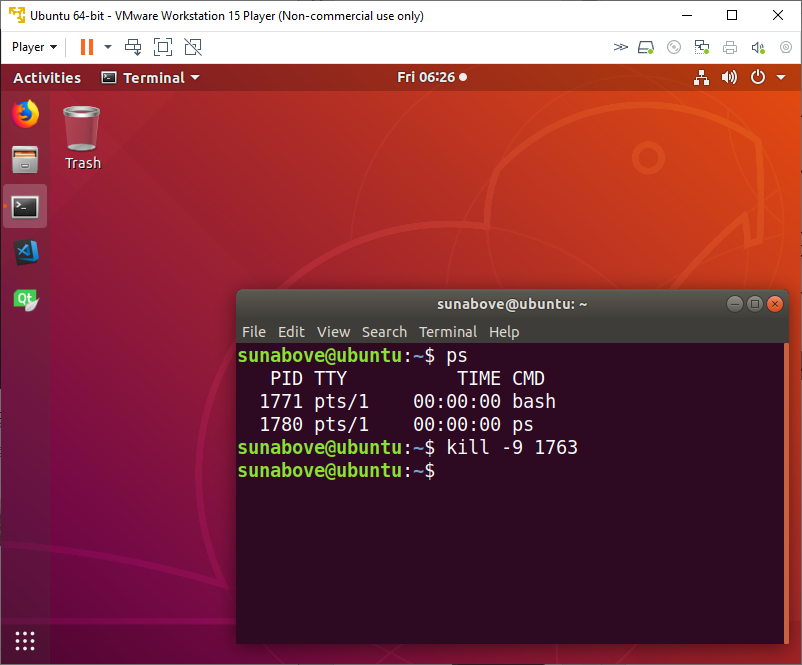 Ubuntu 64-bit - VMware Workstation 15 Player (Non-commercial use only)
Player
Activities Terminal Fri 06:26
Trash
Qt
sunabove@ubuntu: ~
File Edit View Search Terminal Help
sunabove@ubuntu:~$ ps
PID TTY TIME CMD
1771 pts/1 00:00:00 bash
1780 pts/1 00:00:00 ps
sunabove@ubuntu:~$ kill -9 1763
sunabove@ubuntu:~$